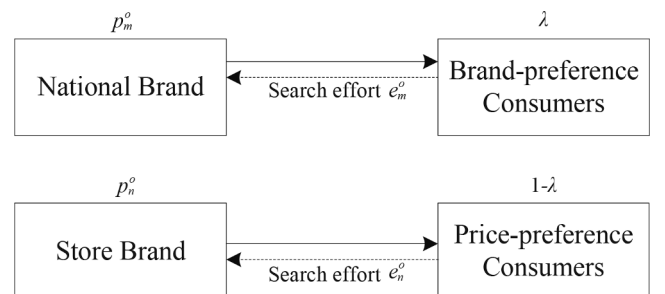 p_m^o λ
National Brand Brand-preference
Consumers
Search effort e_m^o
p_n^o 1-λ
Store Brand Price-preference
Consumers
Search effort e_n^o